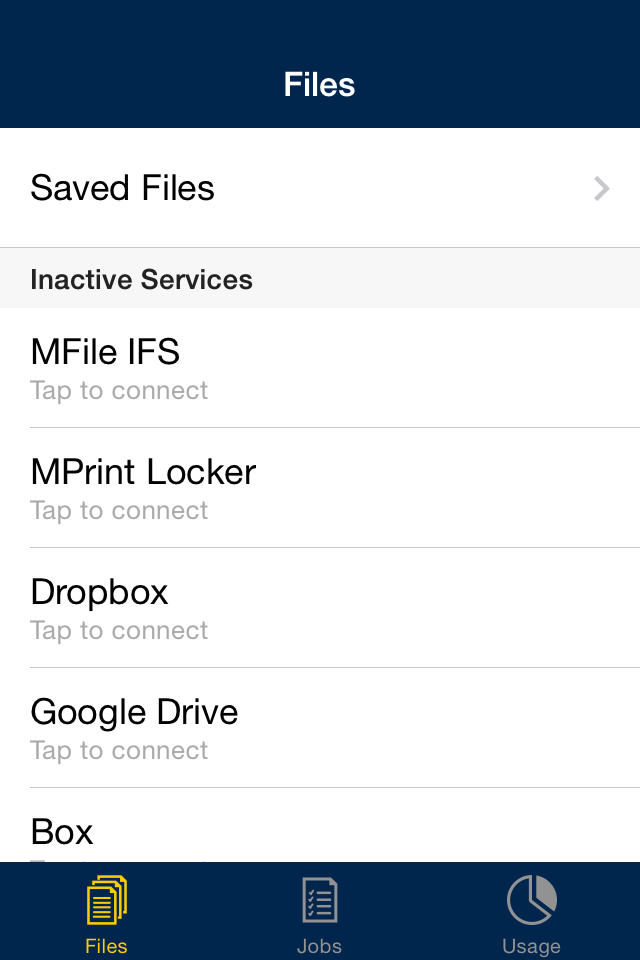 Files
Saved Files
Inactive Services
MFile IFS
Tap to connect
MPrint Locker
Tap to connect
Dropbox
Tap to connect
Google Drive
Tap to connect
Box
Files
Jobs
Usage